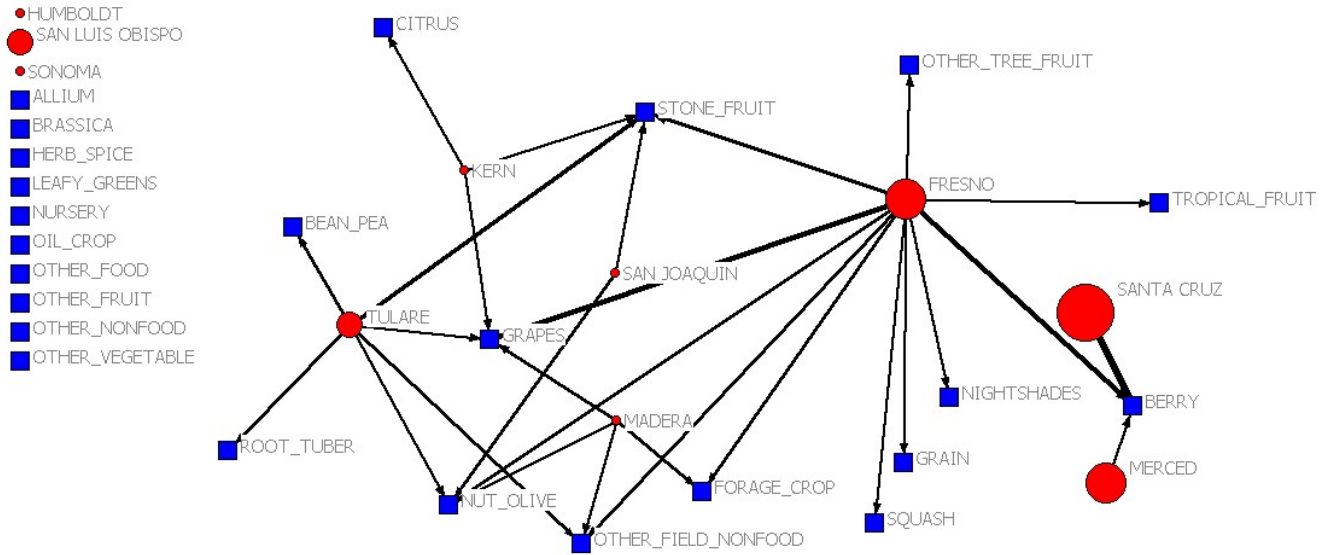 HUMBOLDT
SAN LUIS OBISPO
SONOMA
ALLIUM
BRASSICA
HERB_SPICE
LEAFY_GREENS
NURSERY
OIL_CROP
OTHER_FOOD
OTHER_FRUIT
OTHER_NONFOOD
OTHER_VEGETABLE
CITRUS
OTHER_TREE_FRUIT
STONE_FRUIT
KERN
FRESNO
TROPICAL_FRUIT
BEAN_PEA
SAN JOAQUIN
SANTA CRUZ
TULARE
GRAPES
NIGHTSHADES
BERRY
MADERA
ROOT_TUBER
GRAIN
MERCED
FORAGE_CROP
NUT_OLIVE
SQUASH
OTHER_FIELD_NONFOOD